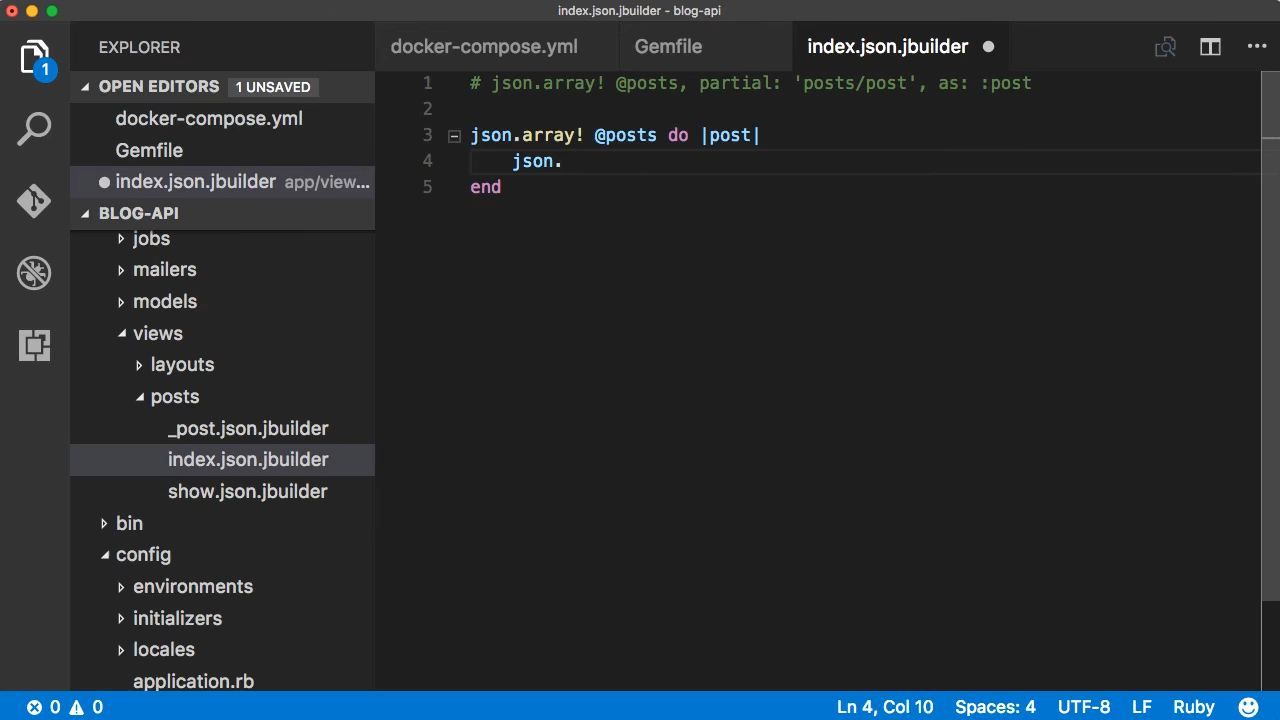 index.json.jbuilder - blog-api
EXPLORER
1
OPEN EDITORS 1 UNSAVED
docker-compose.yml
Gemfile
index.json.jbuilder app/view...
BLOG-API
jobs
mailers
models
views
layouts
posts
_post.json.jbuilder
index.json.jbuilder
show.json.jbuilder
bin
config
environments
initializers
locales
application.rb
docker-compose.yml Gemfile index.json.jbuilder
1 # json.array! @posts, partial: 'posts/post', as: :post
2
3 json.array! @posts do |post|
4 json.
5 end
0 0 Ln 4, Col 10 Spaces: 4 UTF-8 LF Ruby